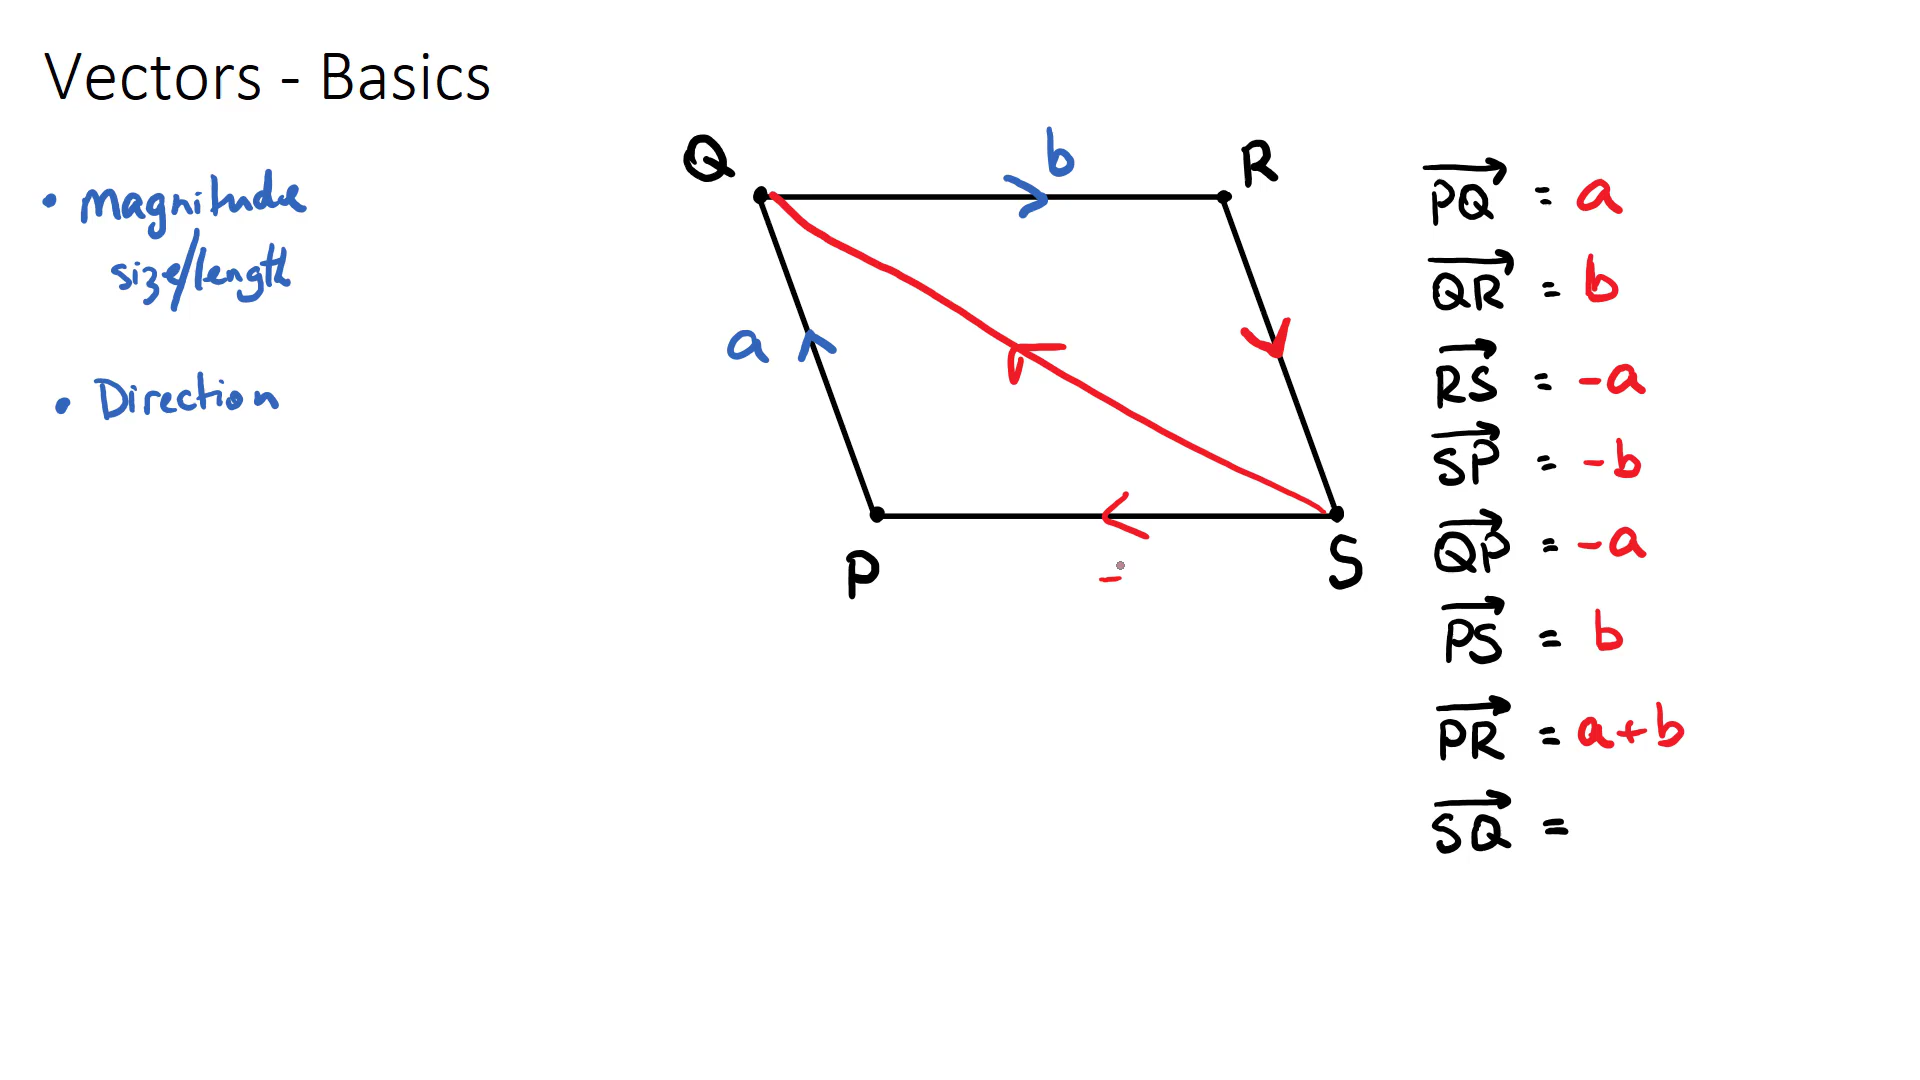 Vectors - Basics
• Magnitude
size/length
• Direction
Q
b
R
a
P
-
S
PQ = a
QR = b
RS = -a
SP = -b
QP = -a
PS = b
PR = a+b
SQ =